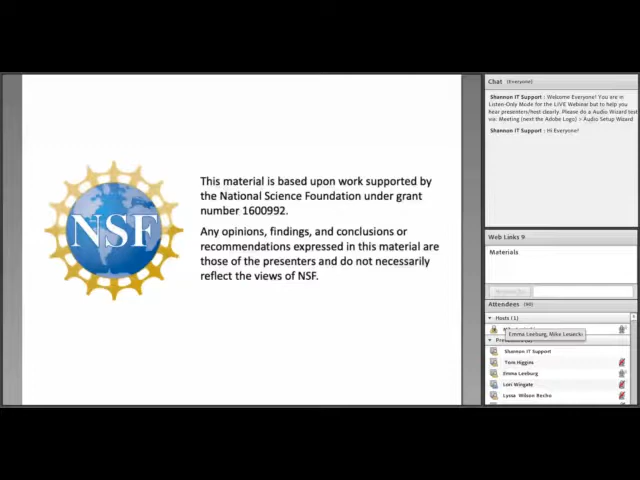 NSF
This material is based upon work supported by
the National Science Foundation under grant
number 1600992.
Any opinions, findings, and conclusions or
recommendations expressed in this material are
those of the presenters and do not necessarily
reflect the views of NSF.
Chat (Everyone)
Shannon IT Support : Welcome Everyone! You are in
Listen-Only Mode for the LIVE Webinar but to help you
Hear presenters/host clearly. Please do a Audio Wizard test
via: Meeting (next the Adobe Logo) > Audio Setup Wizard
Shannon IT Support : Hi Everyone!
Web Links 9
Materials
Attendees
Hosts (1)
Emma Leeburg, Mike Lesiecki
Shannon IT Support
Tom Higgins
Emma Leeburg
Lori Wingate
Lyssa Wilson Becho